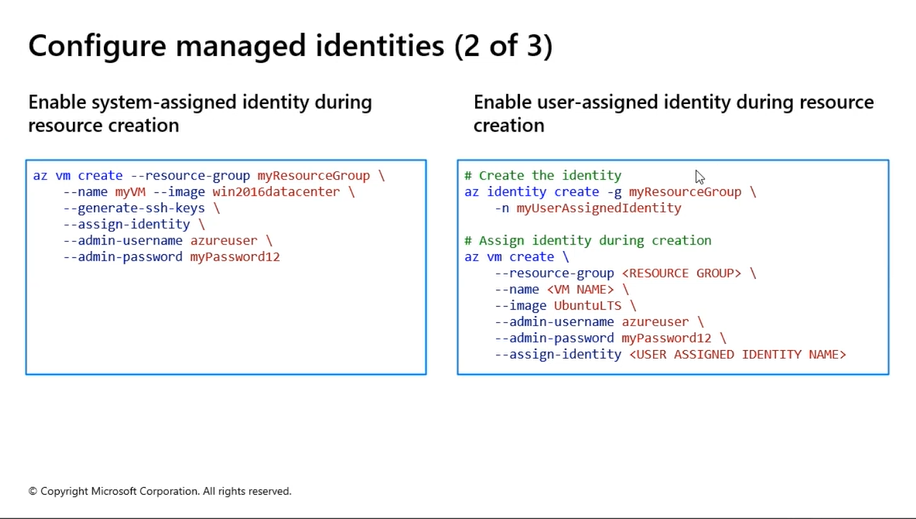 Configure managed identities (2 of 3)
Enable system-assigned identity during
resource creation
az vm create --resource-group myResourceGroup \
--name myVM --image win2016datacenter \
--generate-ssh-keys \
--assign-identity \
--admin-username azureuser \
--admin-password myPassword12
Enable user-assigned identity during resource
creation
# Create the identity
az identity create -g myResourceGroup \
-n myUserAssignedIdentity
# Assign identity during creation
az vm create \
--resource-group <RESOURCE GROUP> \
--name <VM NAME> \
--image UbuntuLTS \
--admin-username azureuser \
--admin-password myPassword12 \
--assign-identity <USER ASSIGNED IDENTITY NAME>
© Copyright Microsoft Corporation. All rights reserved.